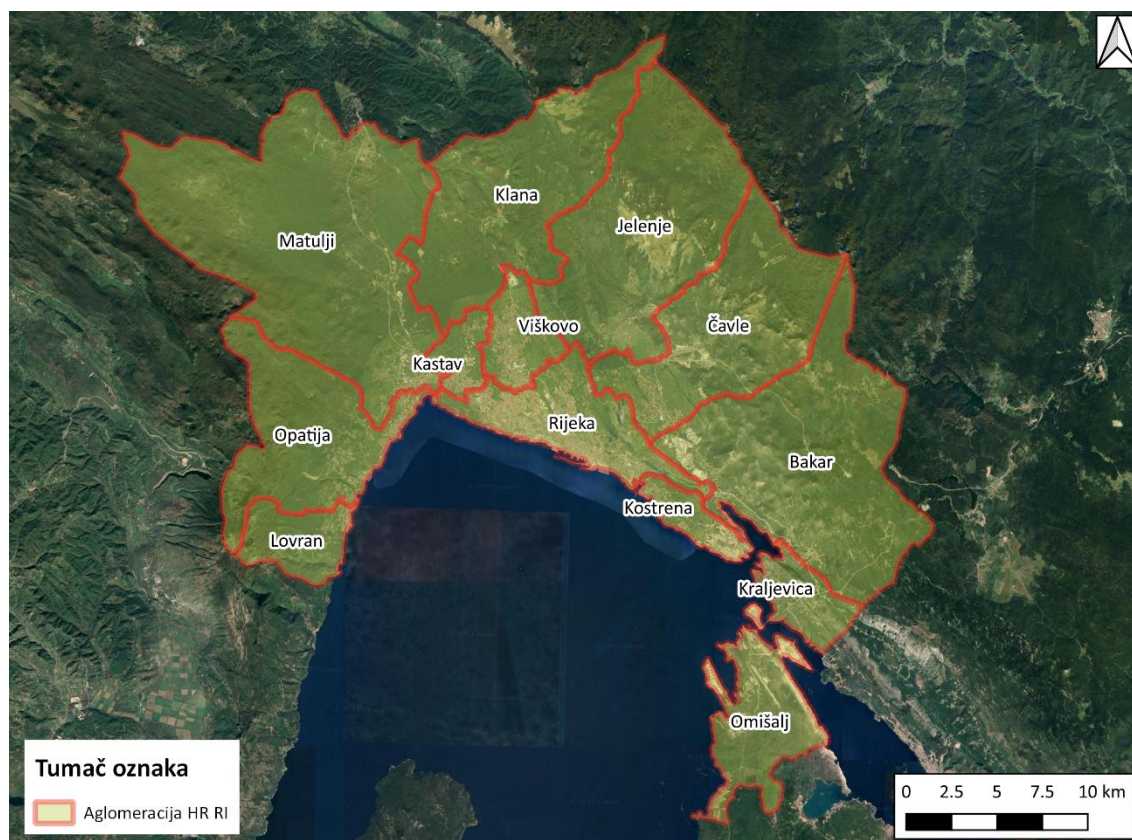 Klana
Jelenje
Matulji
Viškovo
Čavle
Kastav
Rijeka
Opatija
Bakar
Kostrena
Lovran
Kraljevica
Omišalj
Tumač oznaka
Aglomeracija HR RI
0 2.5 5 7.5 10 km